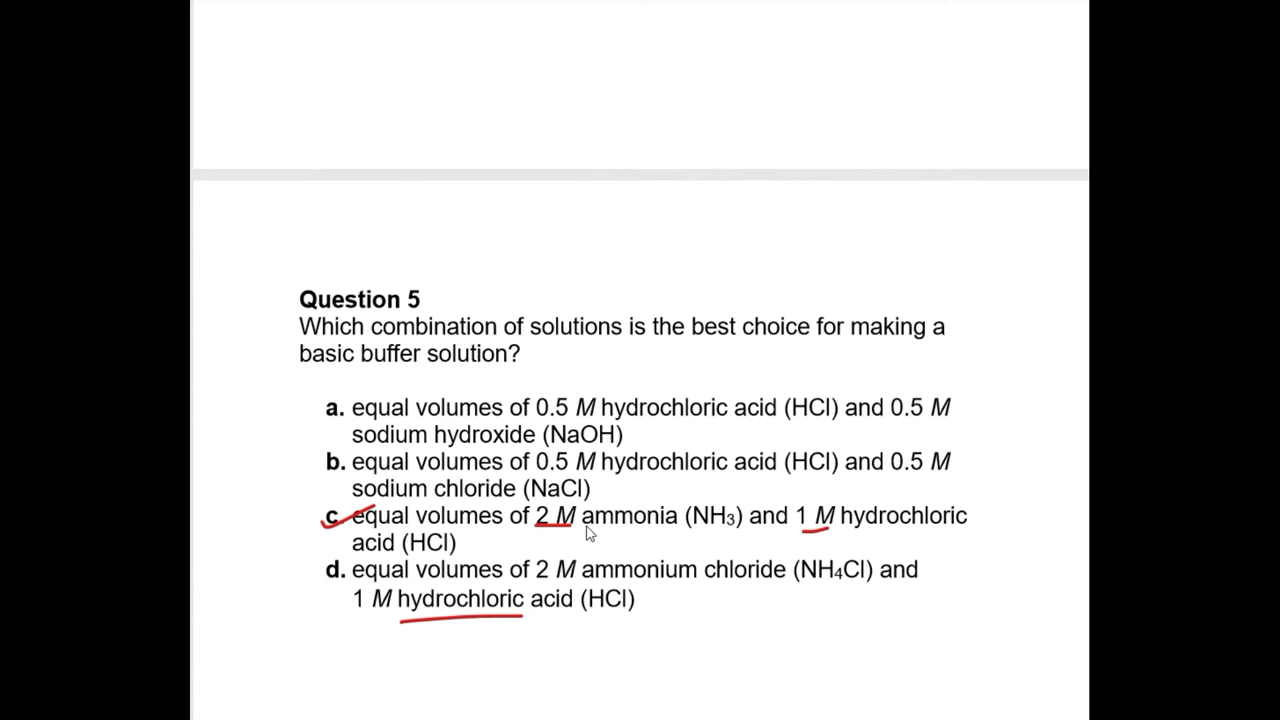 Question 5
Which combination of solutions is the best choice for making a
basic buffer solution?
a. equal volumes of 0.5 M hydrochloric acid (HCl) and 0.5 M
sodium hydroxide (NaOH)
b. equal volumes of 0.5 M hydrochloric acid (HCl) and 0.5 M
sodium chloride (NaCl)
c. equal volumes of 2 M ammonia (NH₃) and 1 M hydrochloric
acid (HCl)
d. equal volumes of 2 M ammonium chloride (NH₄Cl) and
1 M hydrochloric acid (HCl)